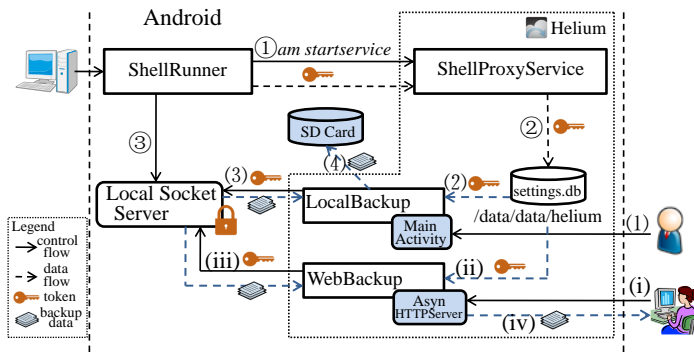 Android
Helium
① am startservice
ShellRunner
ShellProxyService
③
②
SD Card
(4)
(3)
(2)
settings.db
Local Socket
Server
LocalBackup
/data/data/helium
Main
Activity
(1)
Legend
control
flow
data
flow
token
backup
data
(iii)
WebBackup
(ii)
(i)
Asyn
HTTPServer
(iv)